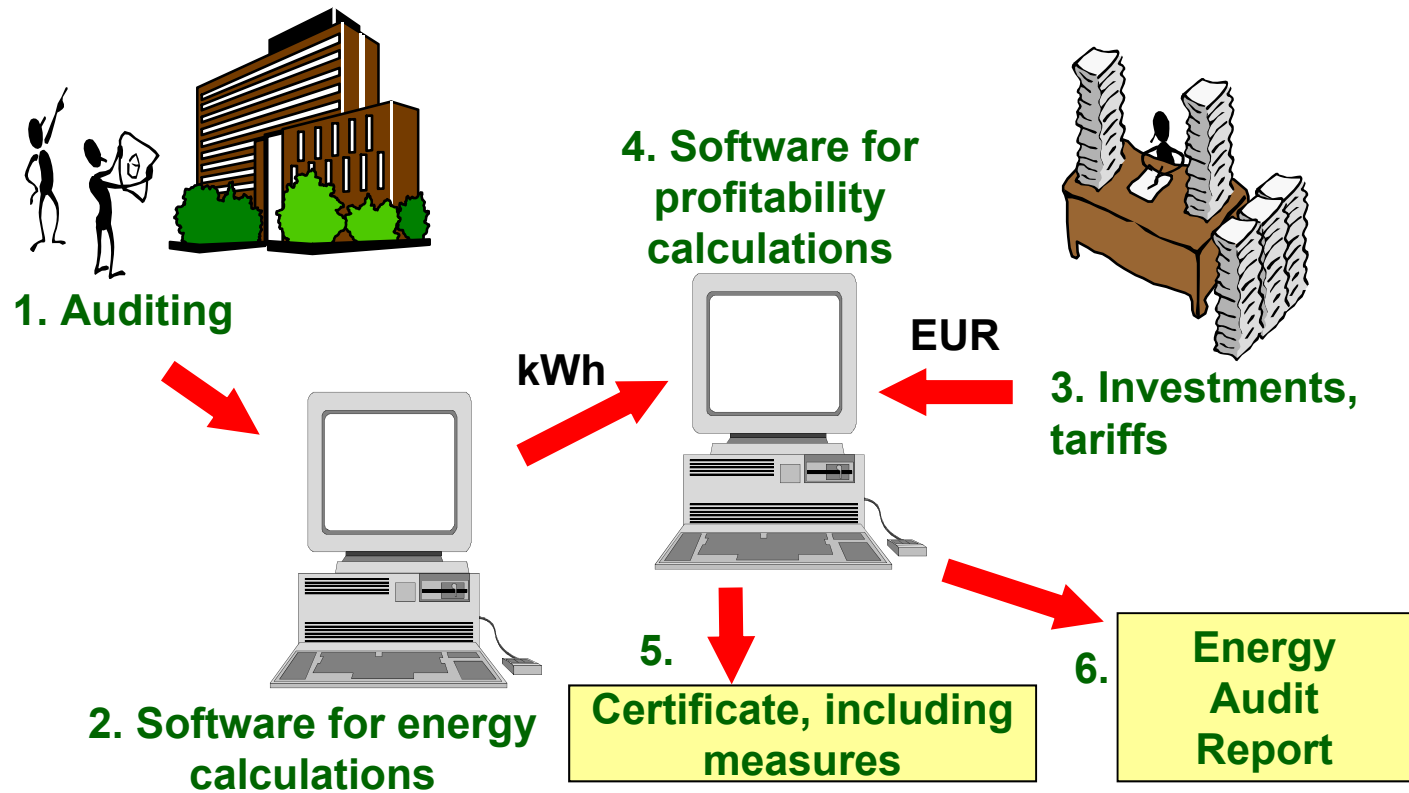 1. Auditing
2. Software for energy
calculations
kWh
4. Software for
profitability
calculations
EUR
3. Investments,
tariffs
5.
Certificate, including
measures
6.
Energy
Audit
Report